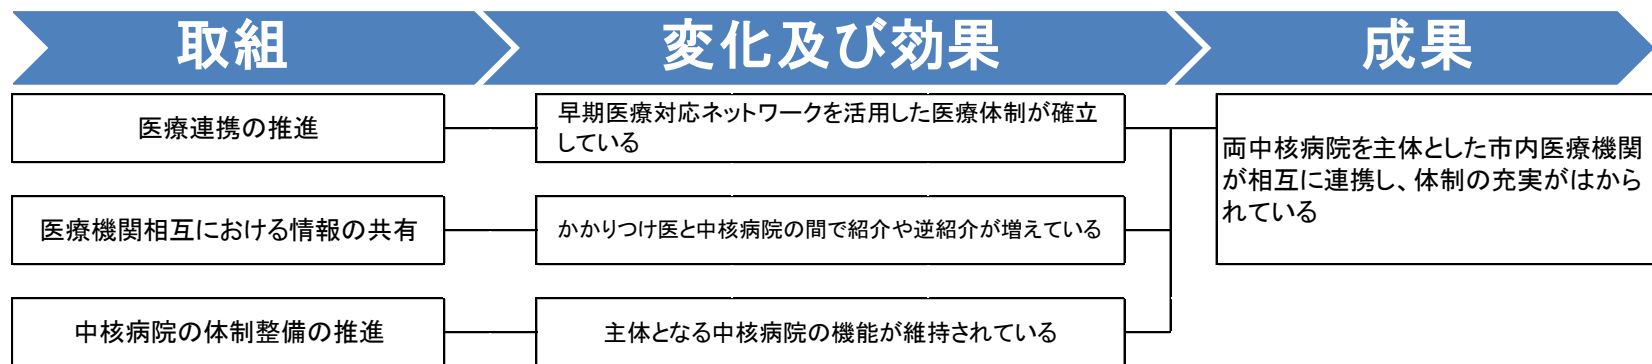 取組
変化及び効果
成果
医療連携の推進
早期医療対応ネットワークを活用した医療体制が確立
している
両中核病院を主体とした市内医療機関
が相互に連携し、体制の充実がはから
れている
医療機関相互における情報の共有
かかりつけ医と中核病院の間で紹介や逆紹介が増えている
中核病院の体制整備の推進
主体となる中核病院の機能が維持されている